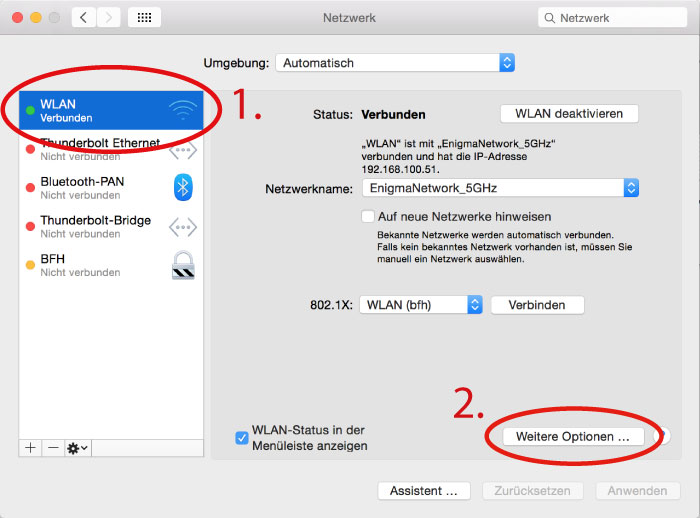 Netzwerk
Netzwerk
Umgebung: Automatisch
1.
WLAN
Verbunden
Thunderbolt Ethernet
Nicht verbunden
Bluetooth-PAN
Nicht verbunden
Thunderbolt-Bridge
Nicht verbunden
BFH
Nicht verbunden
Status: Verbunden
WLAN deaktivieren
„WLAN“ ist mit „EnigmaNetwork_5GHz“
verbunden und hat die IP-Adresse
192.168.100.51.
Netzwerkname: EnigmaNetwork_5GHz
Auf neue Netzwerke hinweisen
Bekannte Netzwerke werden automatisch verbunden.
Falls kein bekanntes Netzwerk vorhanden ist, müssen Sie
manuell ein Netzwerk auswählen.
802.1X: WLAN (bfh) Verbinden
2.
WLAN-Status in der
Menüleiste anzeigen
Weitere Optionen ...
?
Assistent ... Zurücksetzen Anwenden